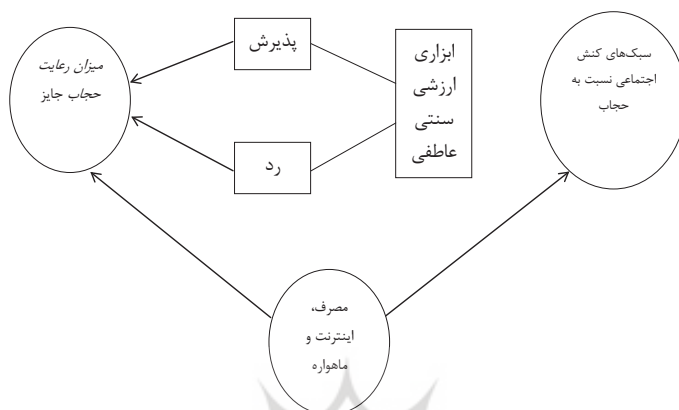 سبک‌های کنش
اجتماعی نسبت به
حجاب
ابزاری
ارزشی
سنتی
عاطفی
پذیرش
رد
میزان رعایت
حجاب جایز
مصرف،
اینترنت و
ماهواره